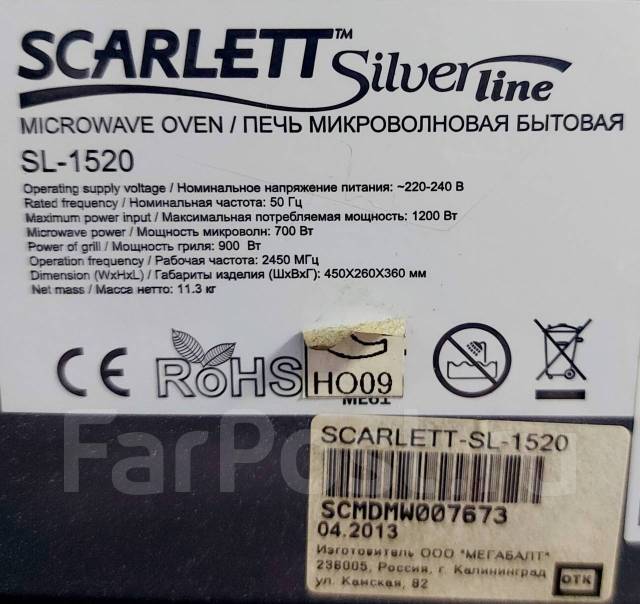 SCARLETT™ Silver line
MICROWAVE OVEN / ПЕЧЬ МИКРОВОЛНОВАЯ БЫТОВАЯ
SL-1520
Operating supply voltage / Номинальное напряжение питания: ~220-240 В
Rated frequency / Номинальная частота: 50 Гц
Maximum power input / Максимальная потребляемая мощность: 1200 Вт
Microwave power / Мощность микроволн: 700 Вт
Power of grill / Мощность гриля: 900 Вт
Operation frequency / Рабочая частота: 2450 МГц
Dimension (WxHxL) / Габариты изделия (ШхВхГ): 450X260X360 мм
Net mass / Масса нетто: 11.3 кг
CE RoHS
НО09
МЕ61
FarPost.ru
SCARLETT-SL-1520
SCMDMW007673
04.2013
Изготовитель ООО "МЕГАБАЛТ"
236005, Россия, г. Калининград
ул. Камская, 82
ОТК